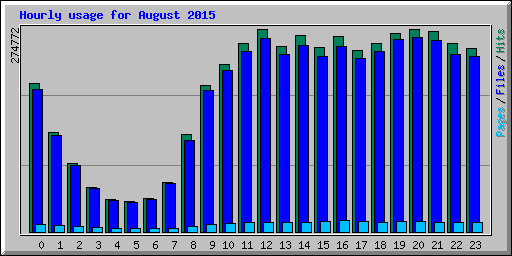 Hourly usage for August 2015
274772
Pages/Files/Hits
0 1 2 3 4 5 6 7 8 9 10 11 12 13 14 15 16 17 18 19 20 21 22 23